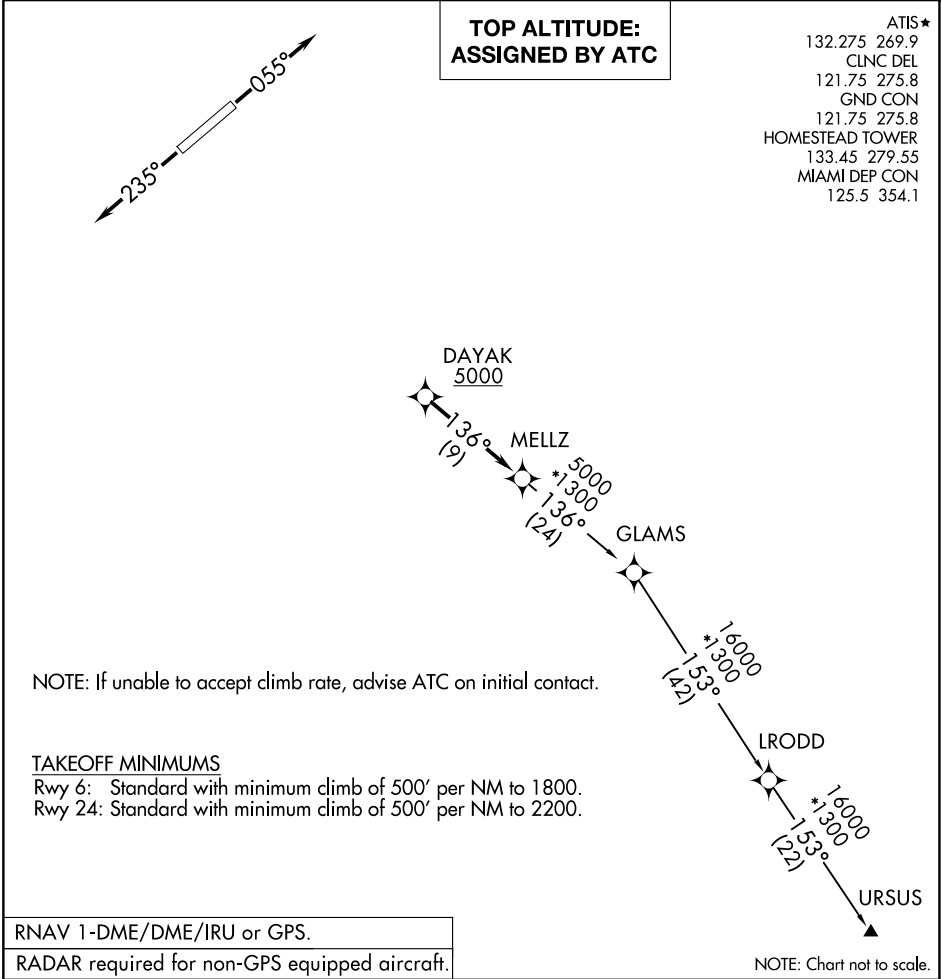 TOP ALTITUDE:
ASSIGNED BY ATC
ATIS★
132.275 269.9
CLNC DEL
121.75 275.8
GND CON
121.75 275.8
HOMESTEAD TOWER
133.45 279.55
MIAMI DEP CON
125.5 354.1
055°
235°
DAYAK
5000
136°
(9)
MELLZ
5000
*1300
136°
(24)
GLAMS
16000
*1300
153°
(42)
LRODD
16000
*1300
153°
(22)
URSUS
NOTE: If unable to accept climb rate, advise ATC on initial contact.
TAKEOFF MINIMUMS
Rwy 6: Standard with minimum climb of 500' per NM to 1800.
Rwy 24: Standard with minimum climb of 500' per NM to 2200.
RNAV 1-DME/DME/IRU or GPS.
RADAR required for non-GPS equipped aircraft.
NOTE: Chart not to scale.